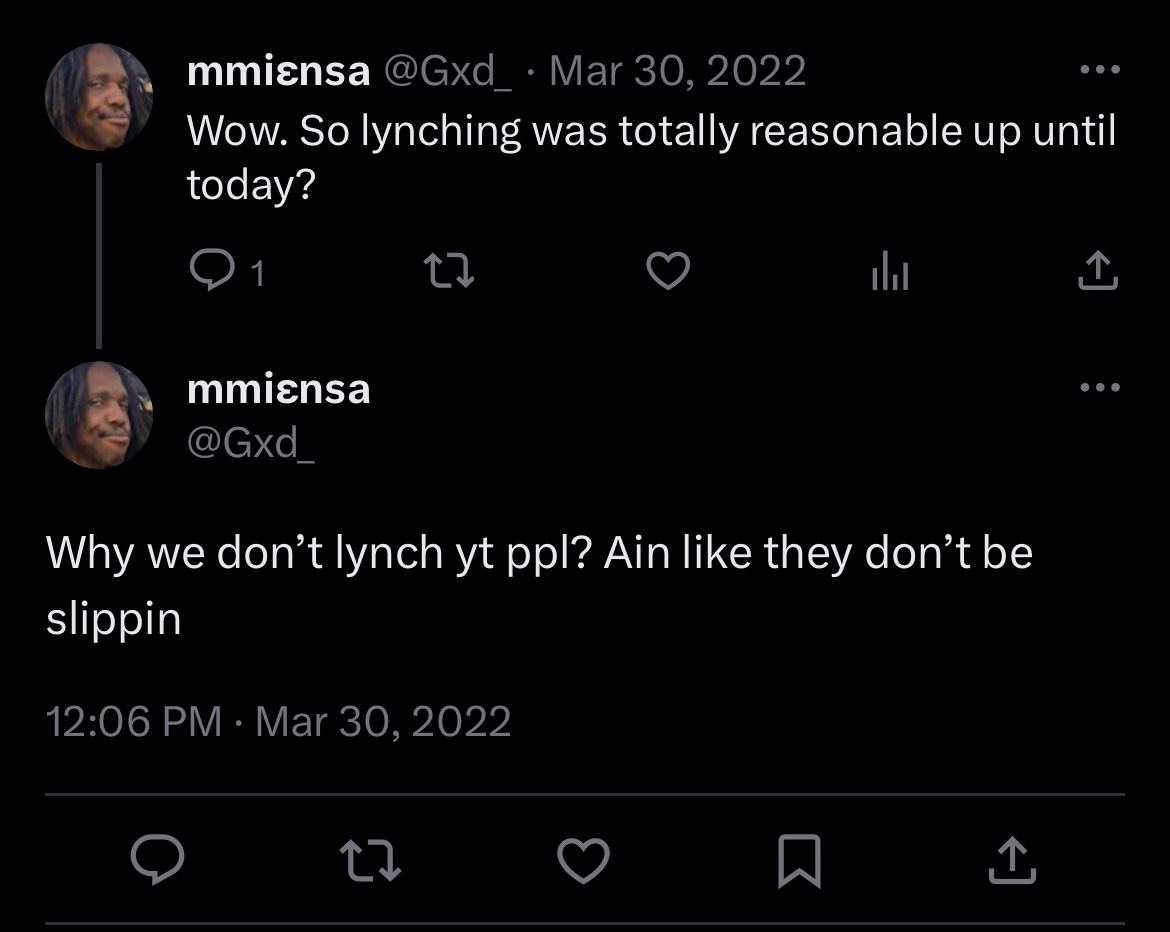 mmiɛnsa @Gxd_ · Mar 30, 2022
Wow. So lynching was totally reasonable up until
today?
1
mmiɛnsa
@Gxd_
Why we don’t lynch yt ppl? Ain like they don’t be
slippin
12:06 PM · Mar 30, 2022